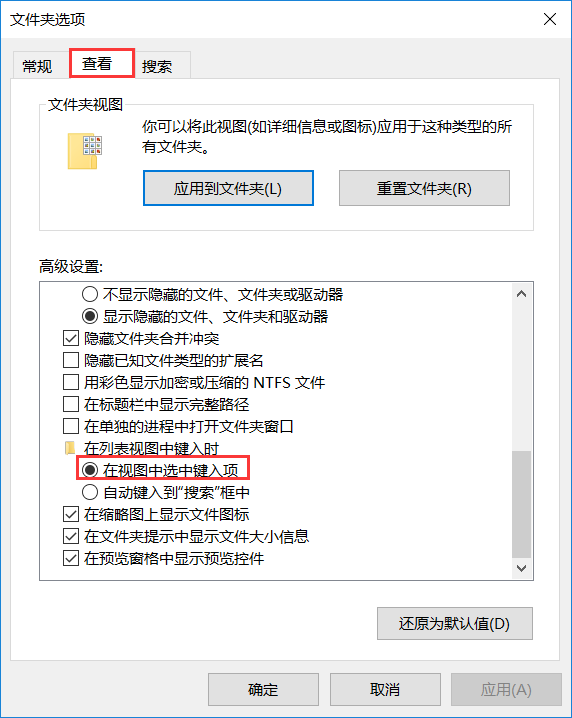 文件夹选项
常规
查看
搜索
文件夹视图
你可以将此视图(如详细信息或图标)应用于这种类型的所
有文件夹。
应用到文件夹(L)
重置文件夹(R)
高级设置:
不显示隐藏的文件、文件夹或驱动器
显示隐藏的文件、文件夹和驱动器
隐藏文件夹合并冲突
隐藏已知文件类型的扩展名
用彩色显示加密或压缩的 NTFS 文件
在标题栏中显示完整路径
在单独的进程中打开文件夹窗口
在列表视图中键入时
在视图中选中键入项
自动键入到“搜索”框中
在缩略图上显示文件图标
在文件夹提示中显示文件大小信息
在预览窗格中显示预览控件
还原为默认值(D)
确定
取消
应用(A)